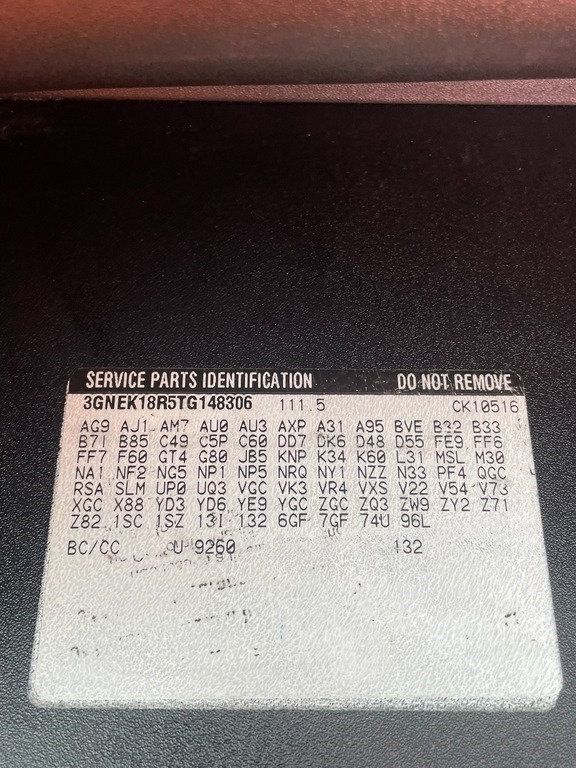 SERVICE PARTS IDENTIFICATION DO NOT REMOVE
3GNEK18R5TG148306 111.5 CK10516
AG9 AJ1 AM7 AU0 AU3 AXP A31 A95 BVE B32 B33
B71 B85 C49 C5P C60 DD7 DK6 D48 D55 FE9 FF6
FF7 F60 GT4 G80 JB5 KNP K34 K60 L31 MSL M30
NA1 NF2 NG5 NP1 NP5 NRQ NY1 NZZ N33 PF4 QGC
RSA SLM UP0 UQ3 VGC VK3 VR4 VXS V22 V54 V73
XGC X88 YD3 YD6 YE9 YGC ZGC ZQ3 ZW9 ZY2 Z71
Z82 1SC 1SZ 13I 132 6GF 7GF 74U 96L
BC/CC U 9260 132